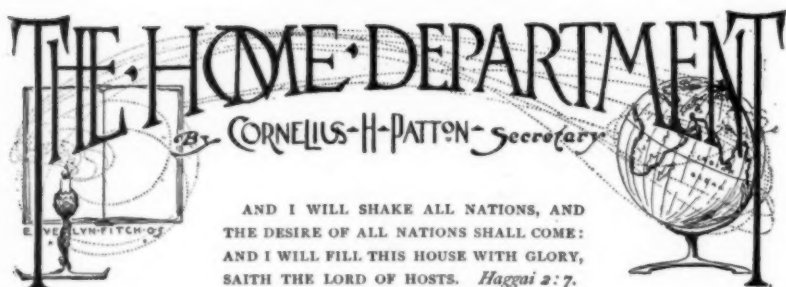 THE·HOME·DEPARTMENT
By CORNELIUS-H-PATTON-Secretary
AND I WILL SHAKE ALL NATIONS, AND
THE DESIRE OF ALL NATIONS SHALL COME:
AND I WILL FILL THIS HOUSE WITH GLORY,
SAITH THE LORD OF HOSTS. Haggai 2:7.